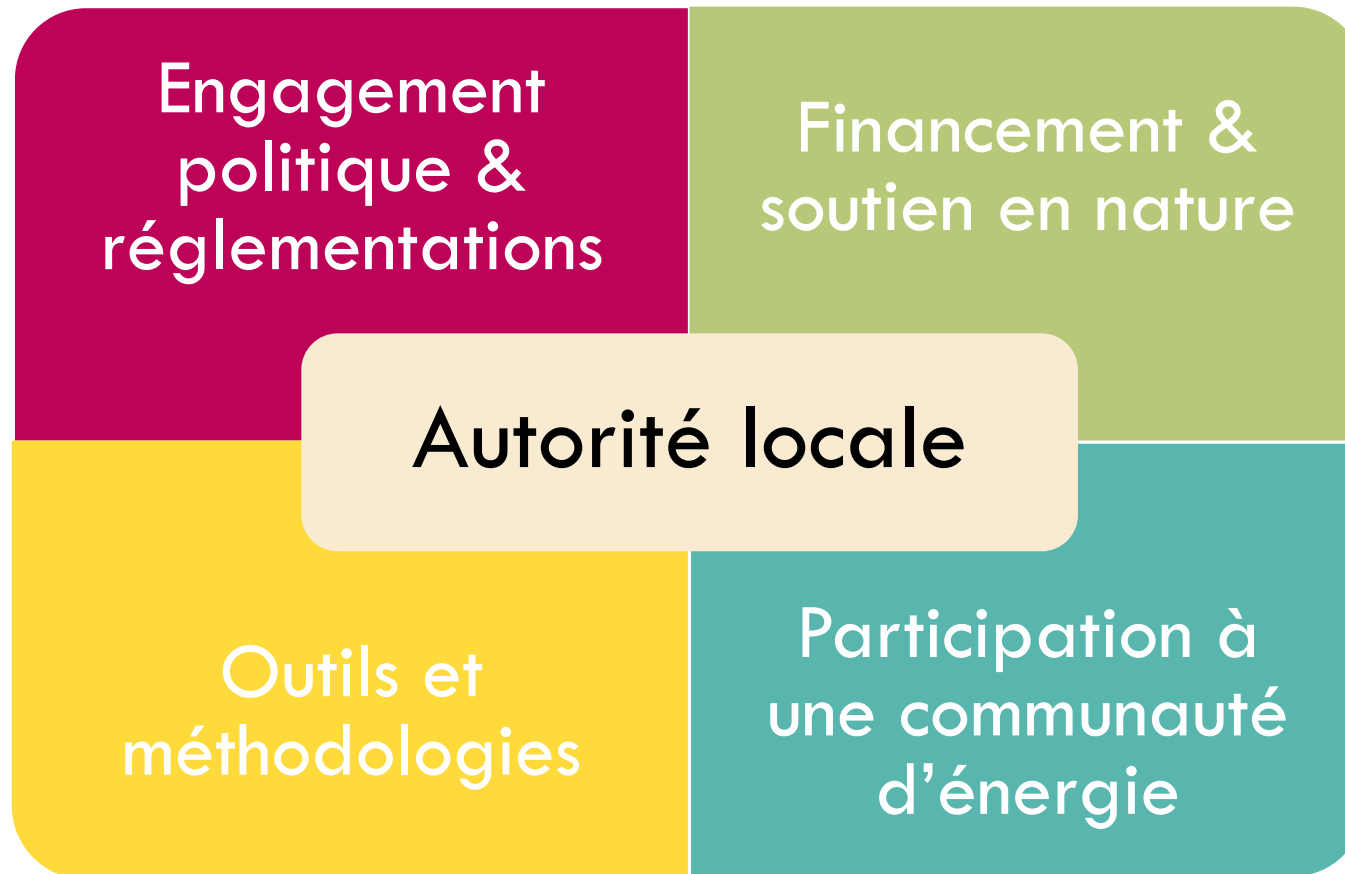 Engagement
politique &
réglementations
Financement &
soutien en nature
Autorité locale
Outils et
méthodologies
Participation à
une communauté
d’énergie